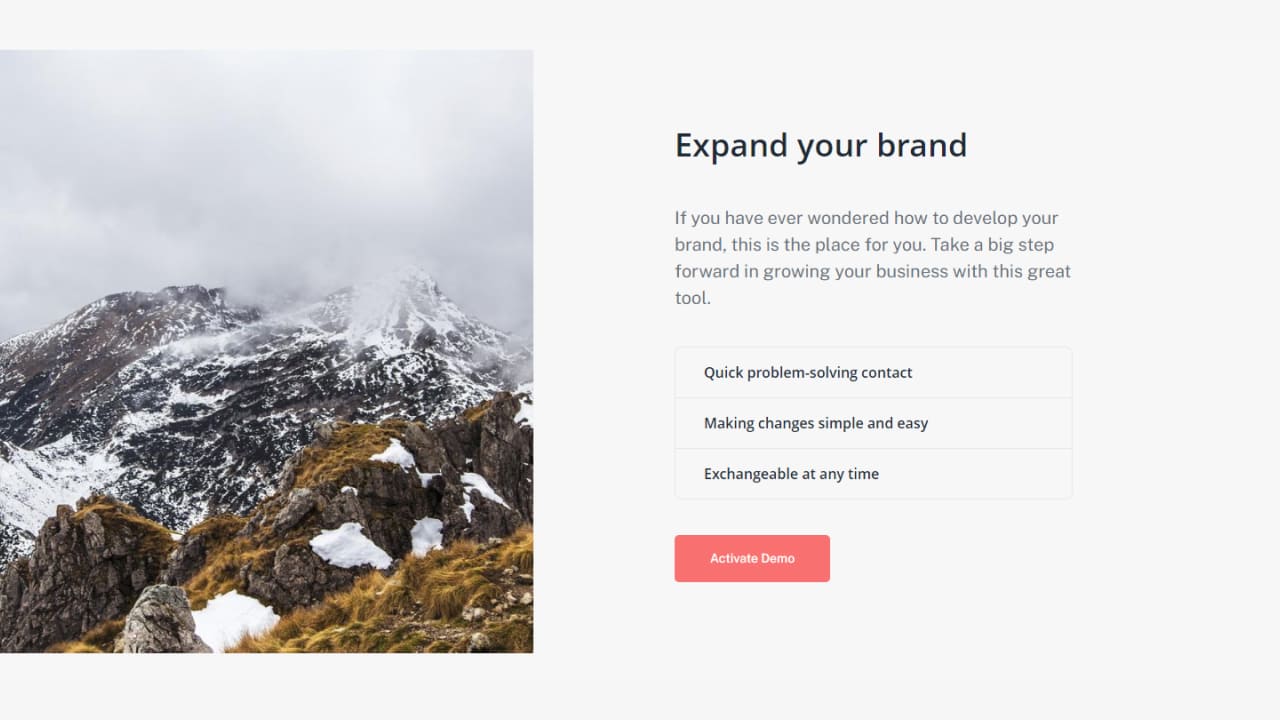 Expand your brand
If you have ever wondered how to develop your
brand, this is the place for you. Take a big step
forward in growing your business with this great
tool.
Quick problem-solving contact
Making changes simple and easy
Exchangeable at any time
Activate Demo